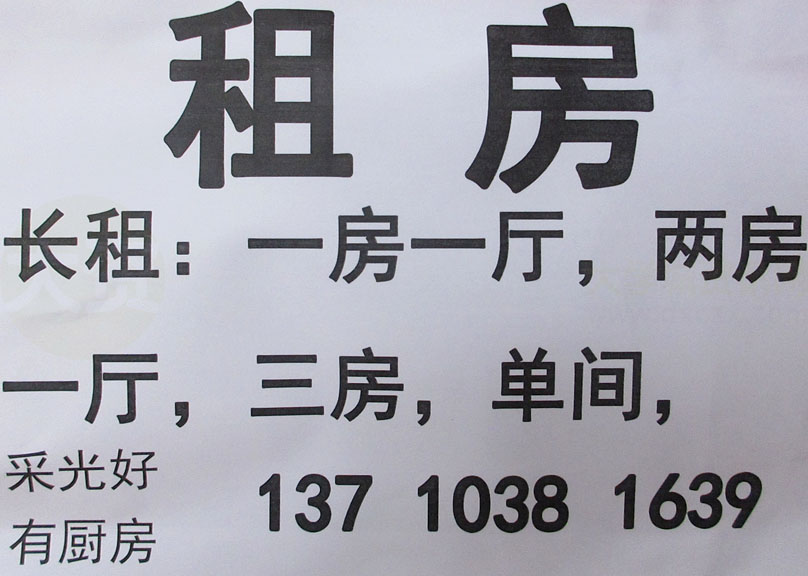 租 房
长租：一房一厅，两房
一厅，三房，单间，
采光好
有厨房
137 1038 1639